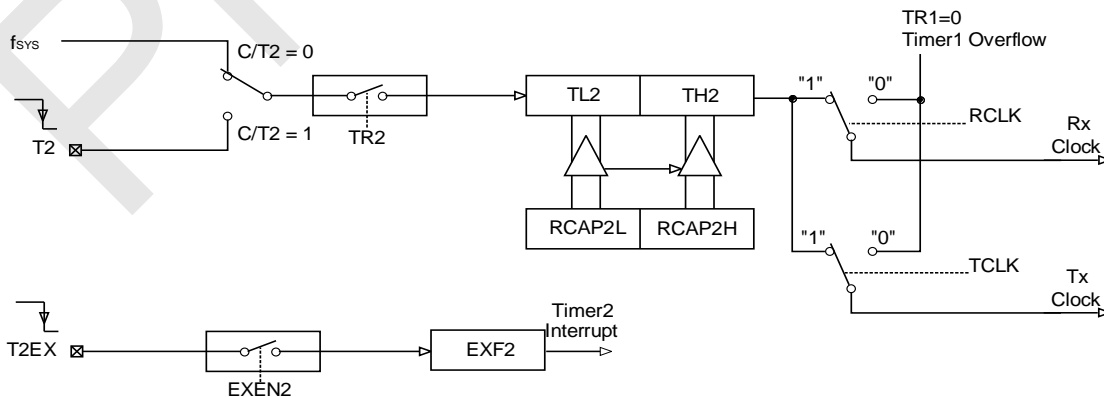 TR1=0
Timer1 Overflow
fSYS
C/T2 = 0
"1"
"0"
TL2
TH2
RCLK
Rx
Clock
TR2
C/T2 = 1
T2
RCAP2L
RCAP2H
"1"
"0"
TCLK
Tx
Clock
Timer2
Interrupt
T2EX
EXF2
EXEN2